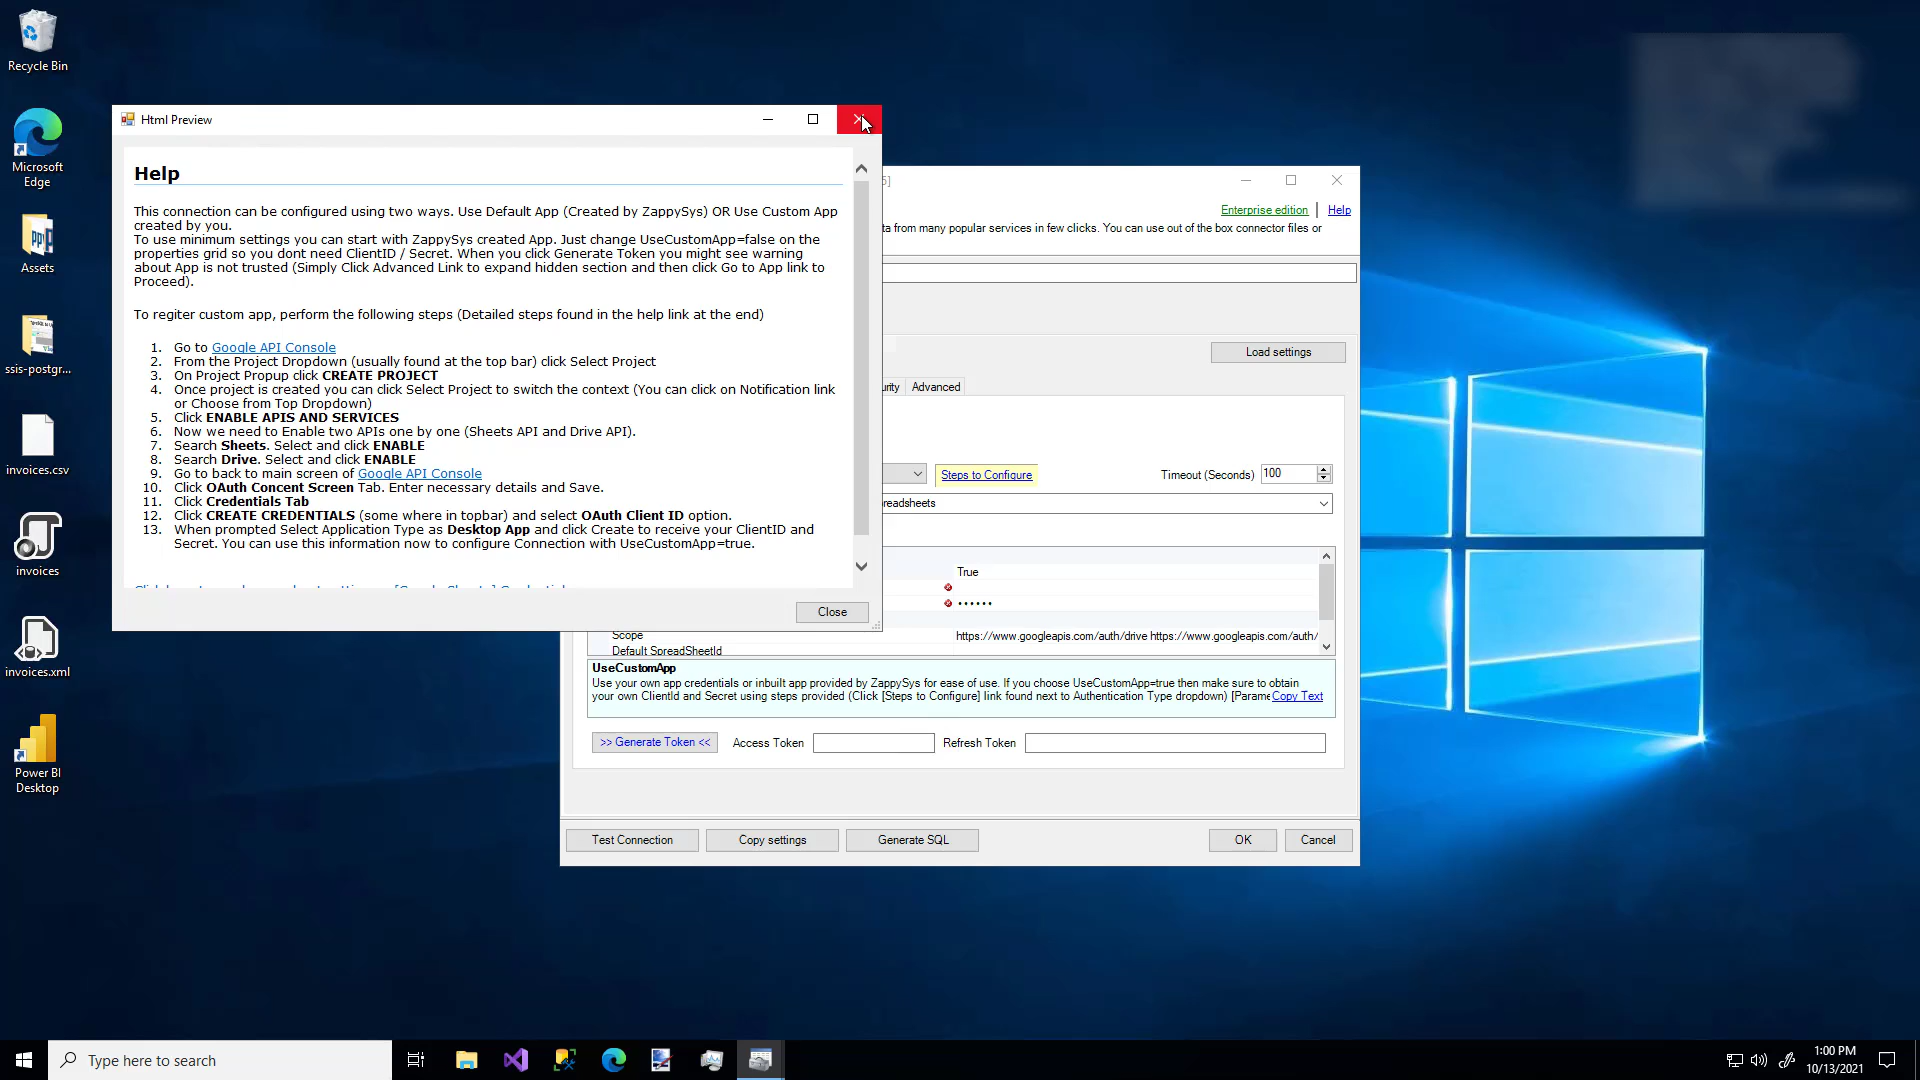 Recycle Bin
Microsoft
Edge
Assets
ssis-postgr...
invoices.csv
invoices
invoices.xml
Power BI
Desktop
Html Preview
Help
This connection can be configured using two ways. Use Default App (Created by ZappySys) OR Use Custom App
created by you.
To use minimum settings you can start with ZappySys created App. Just change UseCustomApp=false on the
properties grid so you dont need ClientID / Secret. When you click Generate Token you might see warning
about App is not trusted (Simply Click Advanced Link to expand hidden section and then click Go to App link to
Proceed).
To regiter custom app, perform the following steps (Detailed steps found in the help link at the end)
1. Go to Google API Console
2. From the Project Dropdown (usually found at the top bar) click Select Project
3. On Project Propup click CREATE PROJECT
4. Once project is created you can click Select Project to switch the context (You can click on Notification link
or Choose from Top Dropdown)
5. Click ENABLE APIS AND SERVICES
6. Now we need to Enable two APIs one by one (Sheets API and Drive API).
7. Search Sheets. Select and click ENABLE
8. Search Drive. Select and click ENABLE
9. Go to back to main screen of Google API Console
10. Click OAuth Concent Screen Tab. Enter necessary details and Save.
11. Click Credentials Tab
12. Click CREATE CREDENTIALS (some where in topbar) and select OAuth Client ID option.
13. When prompted Select Application Type as Desktop App and click Create to receive your ClientID and
Secret. You can use this information now to configure Connection with UseCustomApp=true.
Close
5]
Enterprise edition | Help
ta from many popular services in few clicks. You can use out of the box connector files or
Load settings
urity Advanced
Steps to Configure
Timeout (Seconds) 100
readsheets
True
••••••
Scope https://www.googleapis.com/auth/drive https://www.googleapis.com/auth/
Default SpreadSheetId
UseCustomApp
Use your own app credentials or inbuilt app provided by ZappySys for ease of use. If you choose UseCustomApp=true then make sure to obtain
your own ClientId and Secret using steps provided (Click [Steps to Configure] link found next to Authentication Type dropdown) [Parame Copy Text
>> Generate Token << Access Token Refresh Token
Test Connection Copy settings Generate SQL OK Cancel
Type here to search
1:00 PM
10/13/2021